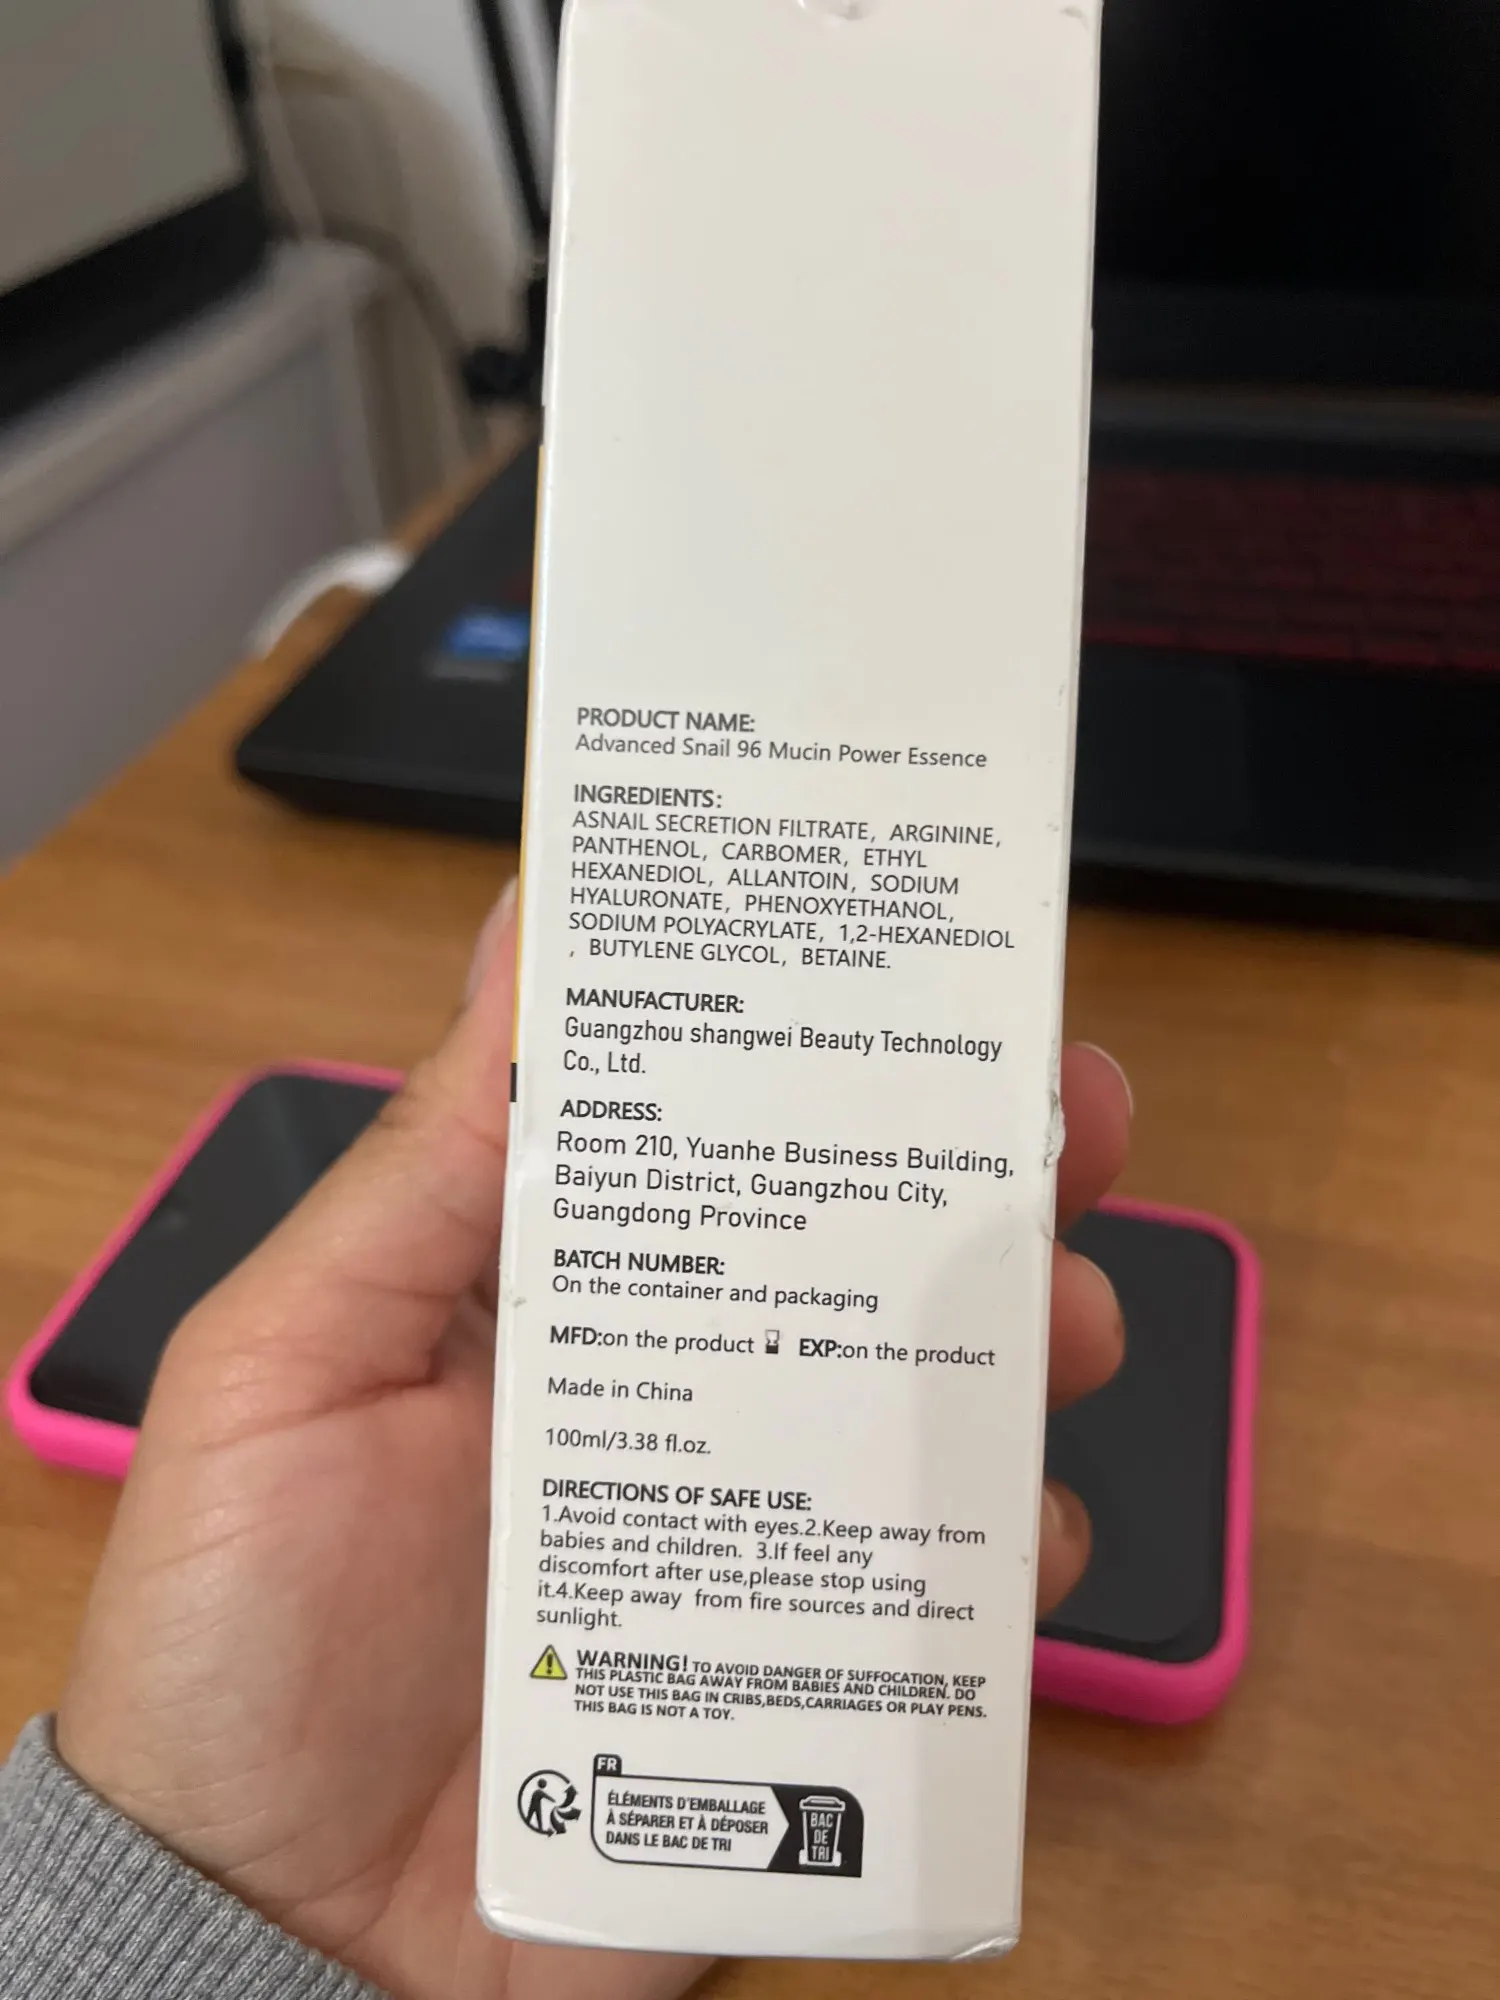 PRODUCT NAME:
Advanced Snail 96 Mucin Power Essence
INGREDIENTS:
ASNAIL SECRETION FILTRATE, ARGININE,
PANTHENOL, CARBOMER, ETHYL
HEXANEDIOL, ALLANTOIN, SODIUM
HYALURONATE, PHENOXYETHANOL,
SODIUM POLYACRYLATE, 1,2-HEXANEDIOL
, BUTYLENE GLYCOL, BETAINE.
MANUFACTURER:
Guangzhou shangwei Beauty Technology
Co., Ltd.
ADDRESS:
Room 210, Yuanhe Business Building,
Baiyun District, Guangzhou City,
Guangdong Province
BATCH NUMBER:
On the container and packaging
MFD:on the product EXP:on the product
Made in China
100ml/3.38 fl.oz.
DIRECTIONS OF SAFE USE:
1.Avoid contact with eyes.2.Keep away from
babies and children. 3.If feel any
discomfort after use,please stop using
it.4.Keep away from fire sources and direct
sunlight.
WARNING! TO AVOID DANGER OF SUFFOCATION, KEEP
THIS PLASTIC BAG AWAY FROM BABIES AND CHILDREN. DO
NOT USE THIS BAG IN CRIBS,BEDS,CARRIAGES OR PLAY PENS.
THIS BAG IS NOT A TOY.
FR
ÉLÉMENTS D'EMBALLAGE
À SÉPARER ET À DÉPOSER
DANS LE BAC DE TRI
BAC
DE
TRI